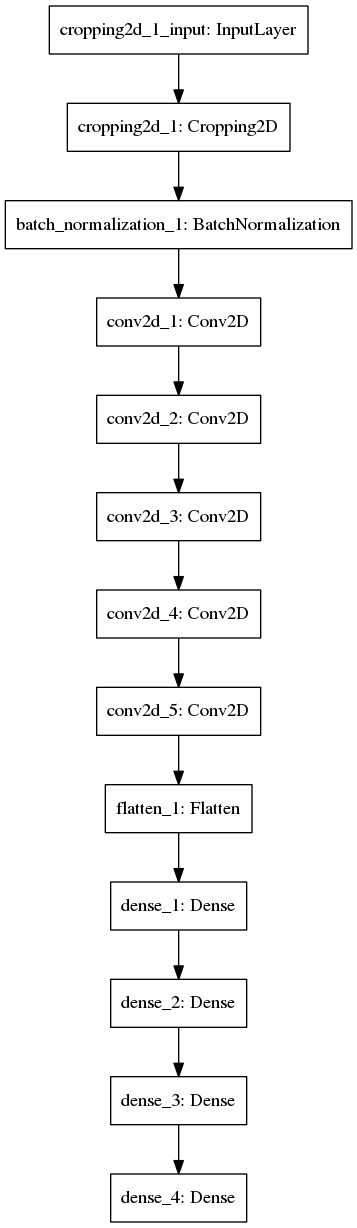 cropping2d_1_input: InputLayer
cropping2d_1: Cropping2D
batch_normalization_1: BatchNormalization
conv2d_1: Conv2D
conv2d_2: Conv2D
conv2d_3: Conv2D
conv2d_4: Conv2D
conv2d_5: Conv2D
flatten_1: Flatten
dense_1: Dense
dense_2: Dense
dense_3: Dense
dense_4: Dense